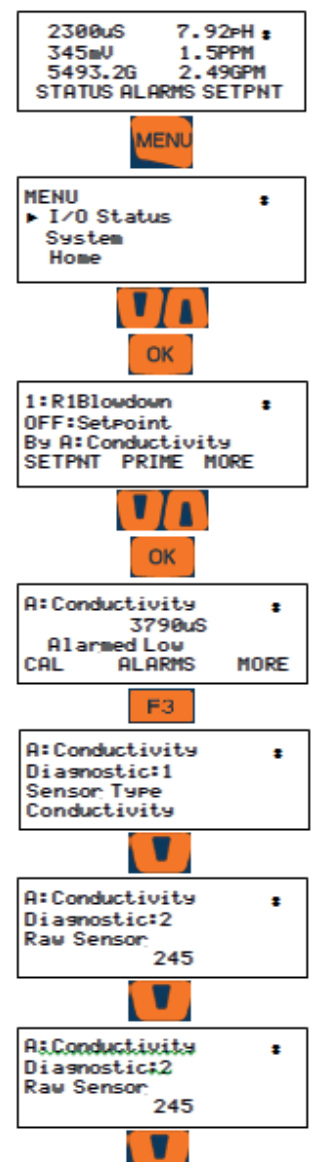 2300uS 7.92pH
345mV 1.5PPM
5493.2G 2.49GPM
STATUS ALARMS SETPNT
MENU
MENU
I/O Status
System
Home
OK
1:R1Blowdown
OFF:Setpoint
By A:Conductivity
SETPNT PRIME MORE
OK
A:Conductivity
3790uS
Alarmed Low
CAL ALARMS MORE
F3
A:Conductivity
Diagnostic:1
Sensor Type
Conductivity
A:Conductivity
Diagnostic:2
Raw Sensor
245
A:Conductivity
Diagnostic:2
Raw Sensor
245